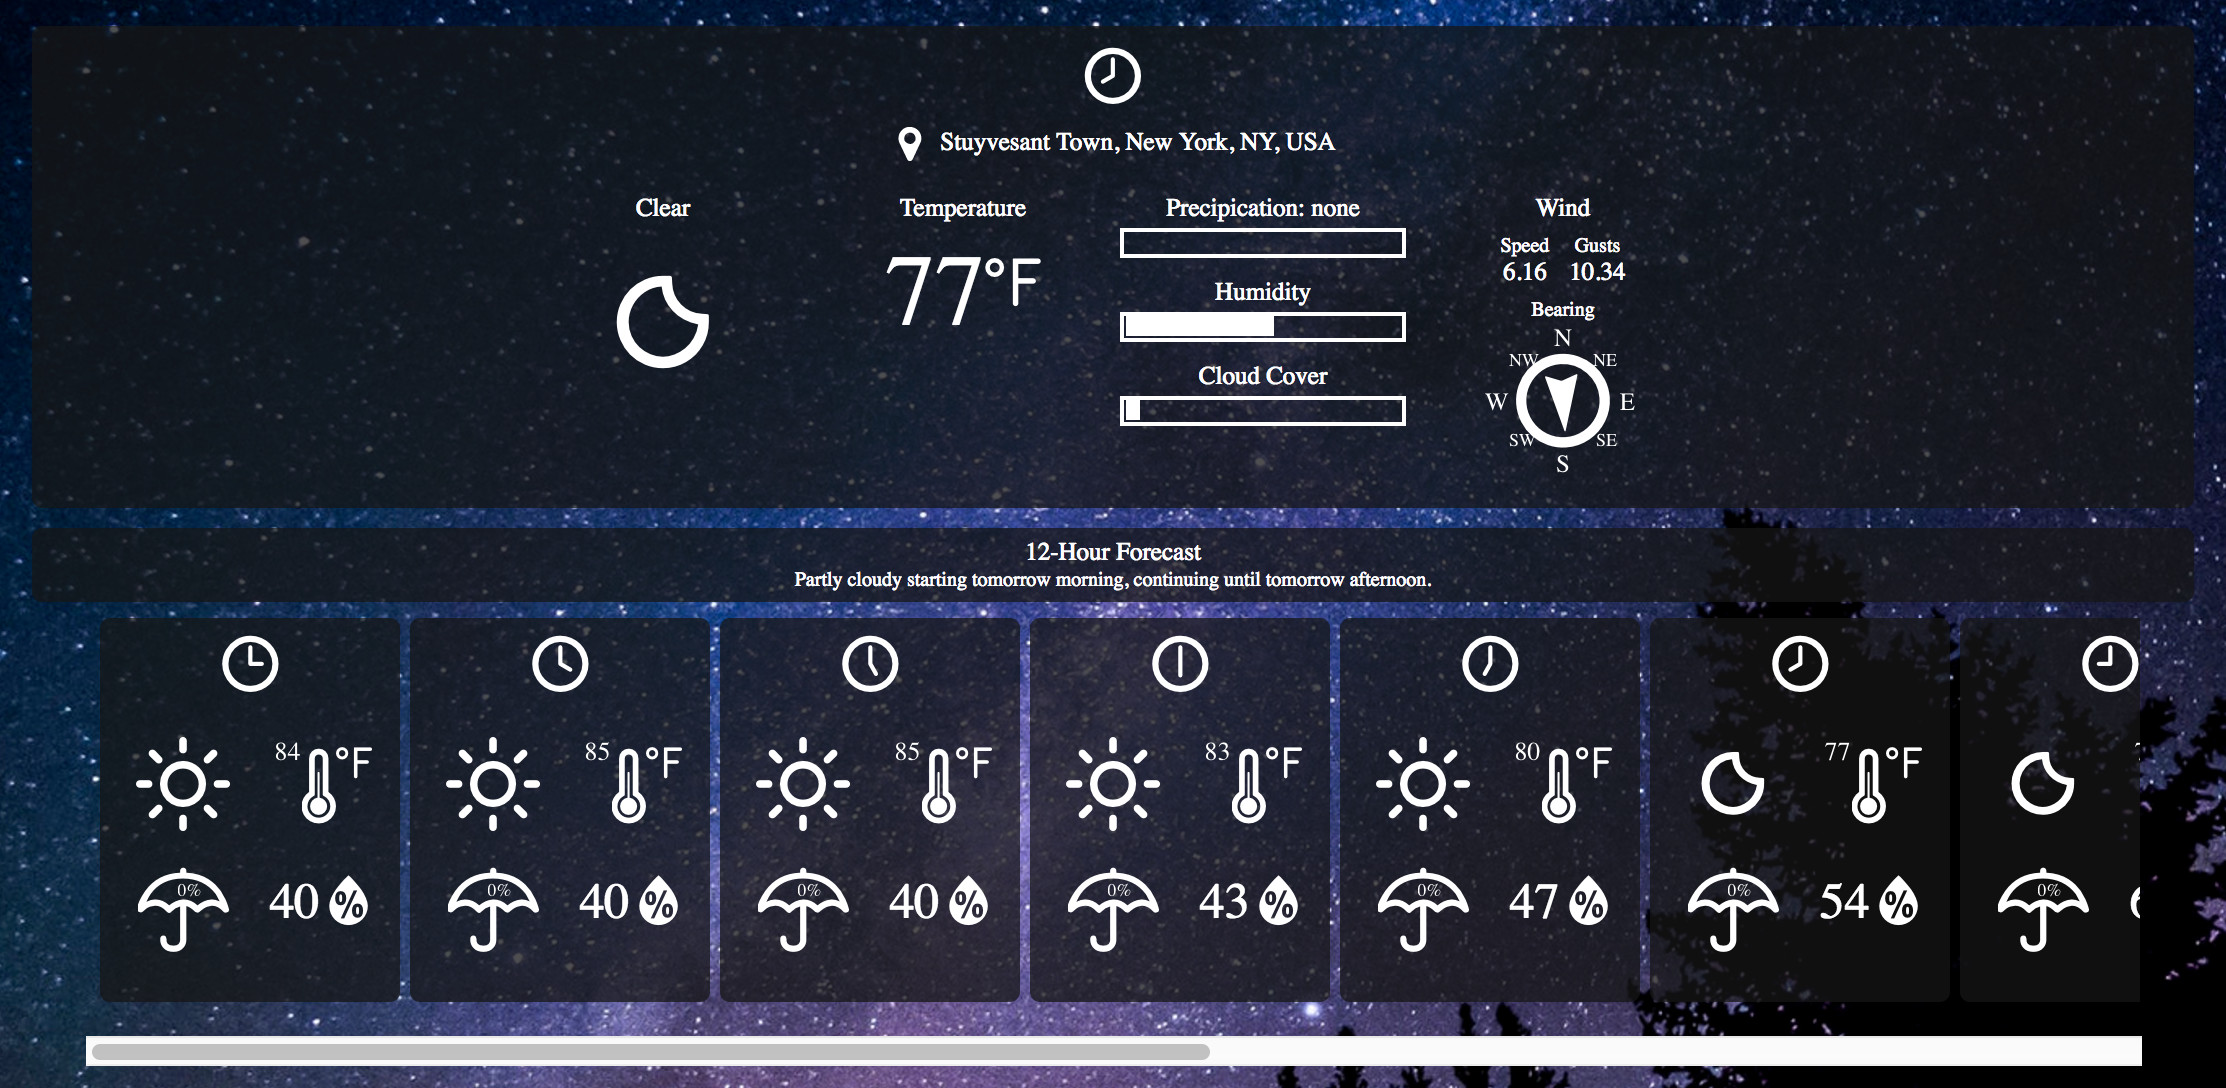 Stuyvesant Town, New York, NY, USA
Clear
Temperature
77°F
Precipication: none
Humidity
Cloud Cover
Wind
Speed Gusts
6.16 10.34
Bearing
N
NW NE
W E
SW SE
S
12-Hour Forecast
Partly cloudy starting tomorrow morning, continuing until tomorrow afternoon.
84 °F 85 °F 85 °F 83 °F 80 °F 77 °F
0% 0% 0% 0% 0% 0% 0%
40 % 40 % 40 % 43 % 47 % 54 %